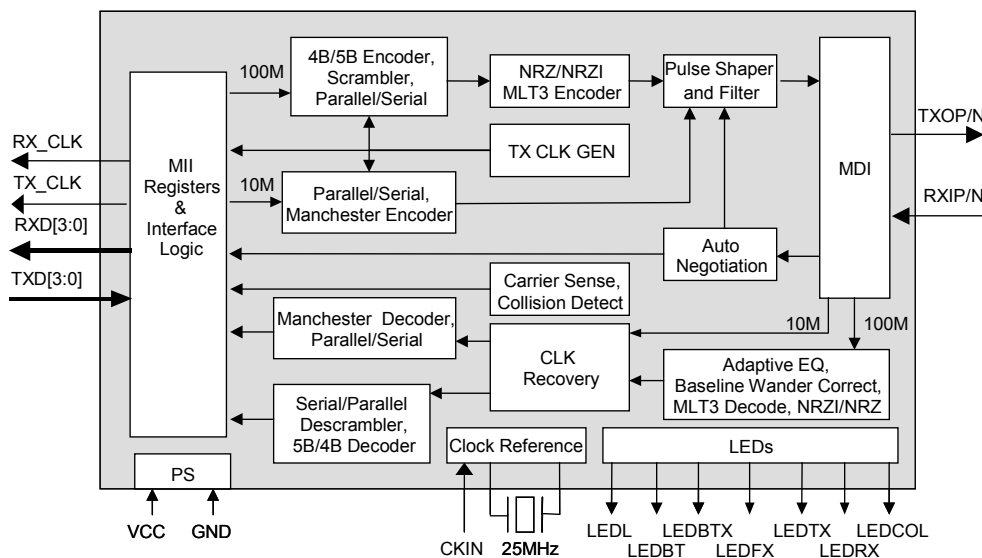 4B/5B Encoder,
Scrambler,
Parallel/Serial
NRZ/NRZI
MLT3 Encoder
Pulse Shaper
and Filter
100M
TX CLK GEN
MDI
TXOP/N
RXIP/N
RX_CLK
TX_CLK
RXD[3:0]
TXD[3:0]
MII
Registers
&
Interface
Logic
10M
Parallel/Serial,
Manchester Encoder
Auto
Negotiation
Carrier Sense,
Collision Detect
Manchester Decoder,
Parallel/Serial
CLK
Recovery
10M
100M
Adaptive EQ,
Baseline Wander Correct,
MLT3 Decode, NRZI/NRZ
Serial/Parallel
Descrambler,
5B/4B Decoder
Clock Reference
LEDs
PS
VCC
GND
CKIN
25MHz
LEDL
LEDBT
LEDBTX
LEDFX
LEDTX
LEDRX
LEDCOL